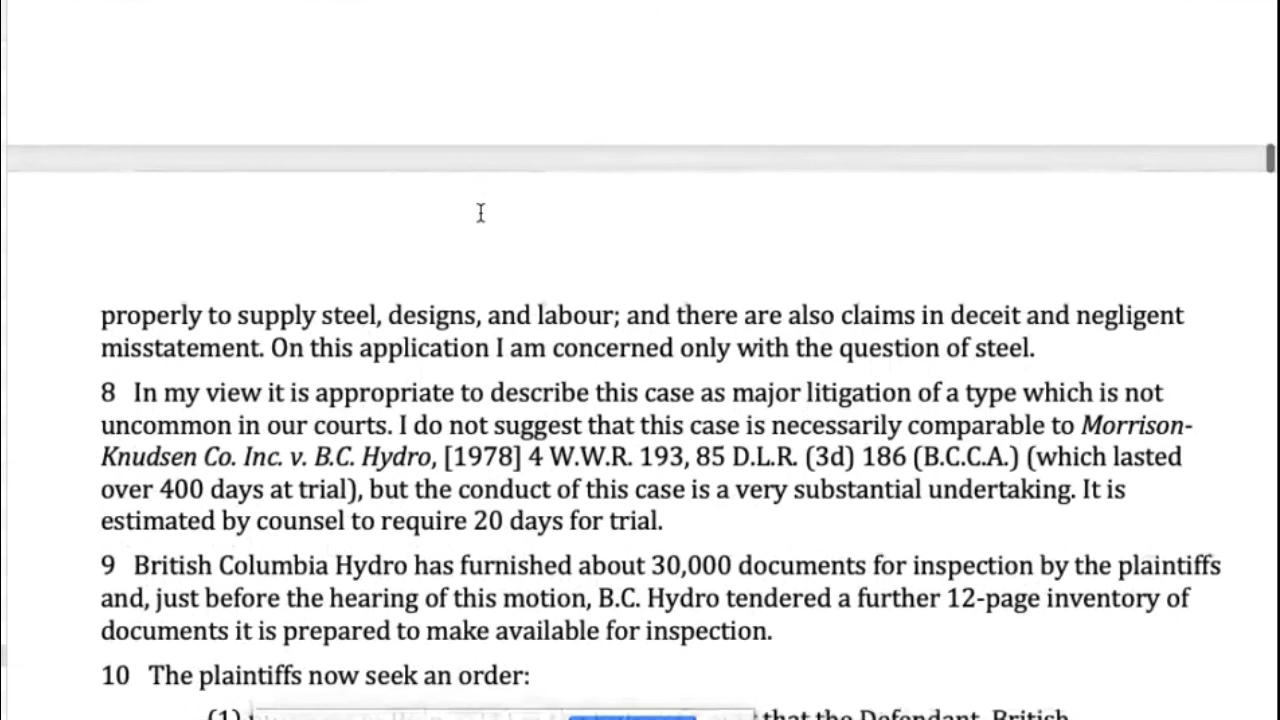 properly to supply steel, designs, and labour; and there are also claims in deceit and negligent
misstatement. On this application I am concerned only with the question of steel.
8 In my view it is appropriate to describe this case as major litigation of a type which is not
uncommon in our courts. I do not suggest that this case is necessarily comparable to Morrison-
Knudsen Co. Inc. v. B.C. Hydro, [1978] 4 W.W.R. 193, 85 D.L.R. (3d) 186 (B.C.C.A.) (which lasted
over 400 days at trial), but the conduct of this case is a very substantial undertaking. It is
estimated by counsel to require 20 days for trial.
9 British Columbia Hydro has furnished about 30,000 documents for inspection by the plaintiffs
and, just before the hearing of this motion, B.C. Hydro tendered a further 12-page inventory of
documents it is prepared to make available for inspection.
10 The plaintiffs now seek an order:
(1) that the Defendant, British